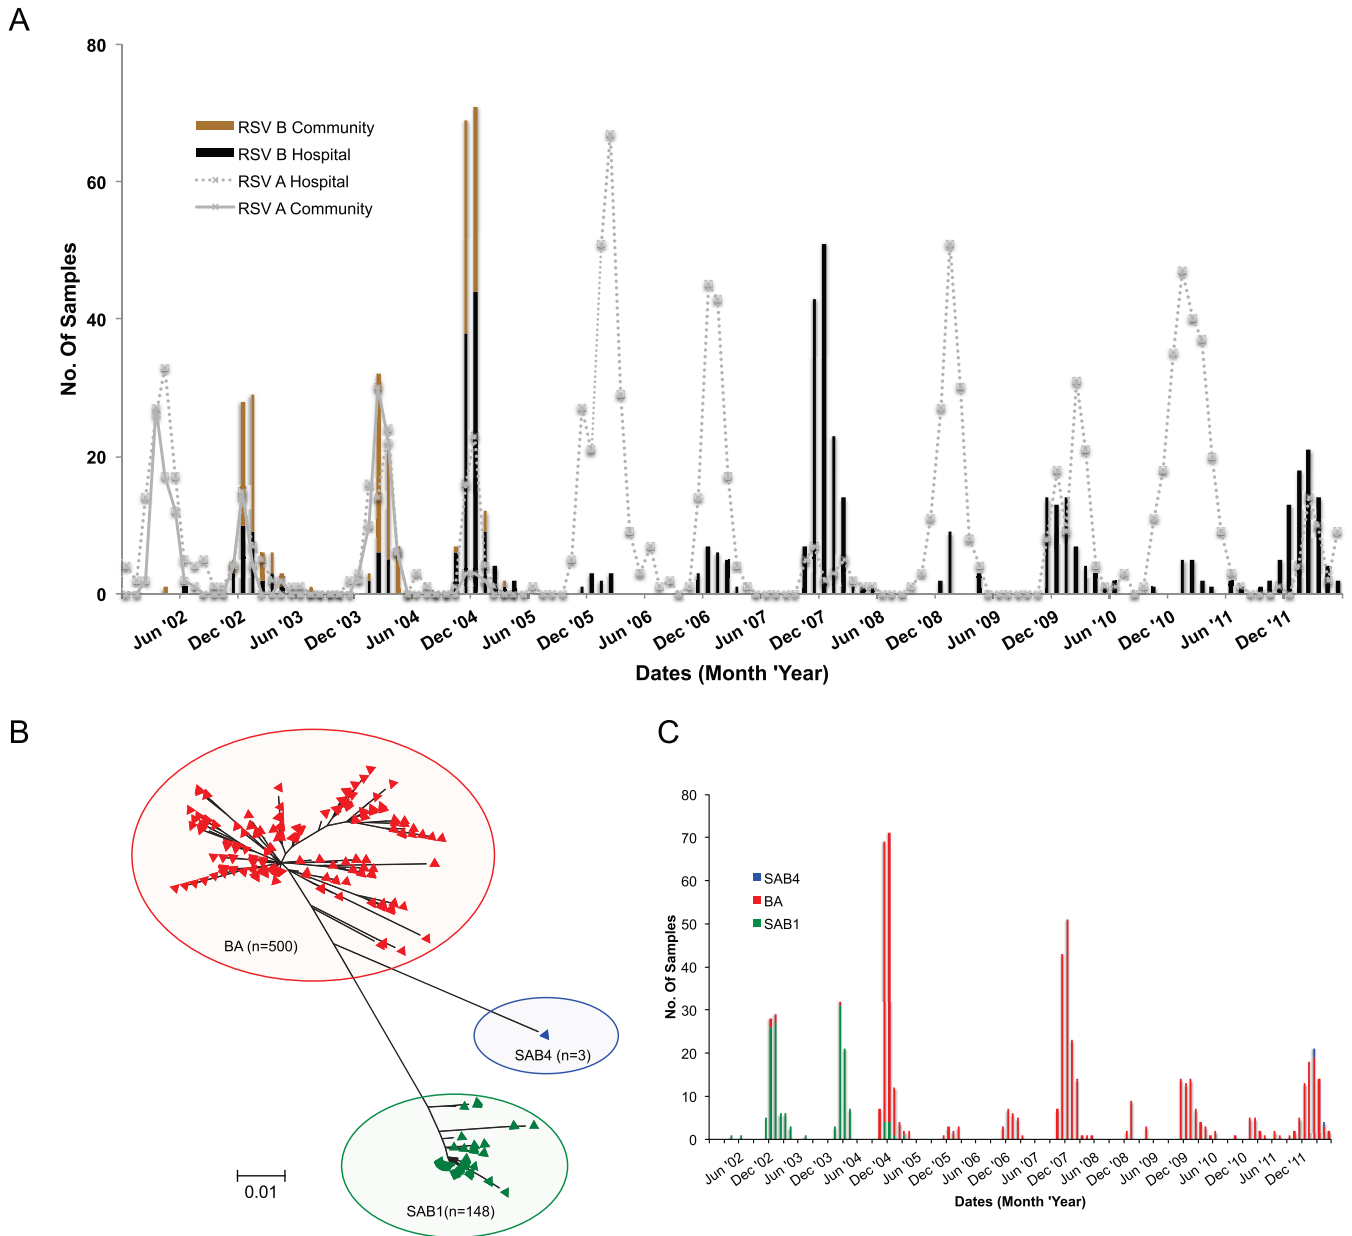 A
80
60
40
20
0
No. Of Samples
RSV B Community
RSV B Hospital
RSV A Hospital
RSV A Community
Jun '02
Dec '02
Jun '03
Dec '03
Jun '04
Dec '04
Jun '05
Dec '05
Jun '06
Dec '06
Jun '07
Dec '07
Jun '08
Dec '08
Jun '09
Dec '09
Jun '10
Dec '10
Jun '11
Dec '11
Dates (Month 'Year)
B
BA (n=500)
SAB4 (n=3)
SAB1(n=148)
0.01
C
80
70
60
50
40
30
20
10
0
No. Of Samples
SAB4
BA
SAB1
Jun '02
Dec '02
Jun '03
Dec '03
Jun '04
Dec '04
Jun '05
Dec '05
Jun '06
Dec '06
Jun '07
Dec '07
Jun '08
Dec '08
Jun '09
Dec '09
Jun '10
Dec '10
Jun '11
Dec '11
Dates (Month 'Year)